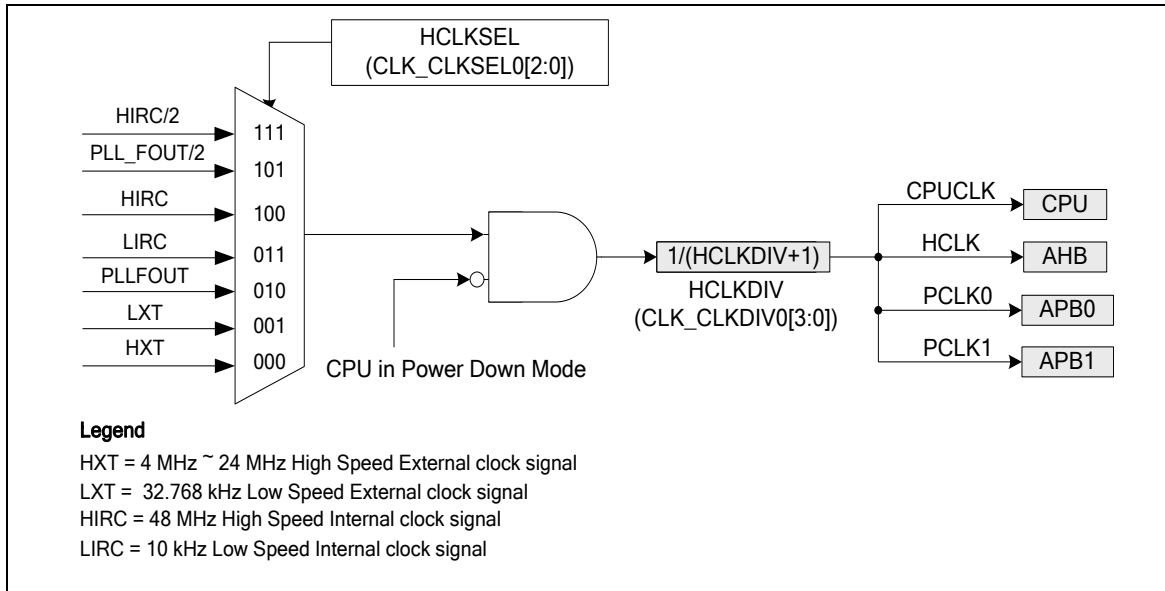 HCLKSEL
(CLK_CLKSEL0[2:0])
HIRC/2
111
PLL_FOUT/2
101
HIRC
100
LIRC
011
PLLFOUT
010
LXT
001
HXT
000
CPU in Power Down Mode
1/(HCLKDIV+1)
HCLKDIV
(CLK_CLKDIV0[3:0])
CPUCLK
CPU
HCLK
AHB
PCLK0
APB0
PCLK1
APB1
Legend
HXT = 4 MHz ~ 24 MHz High Speed External clock signal
LXT = 32.768 kHz Low Speed External clock signal
HIRC = 48 MHz High Speed Internal clock signal
LIRC = 10 kHz Low Speed Internal clock signal